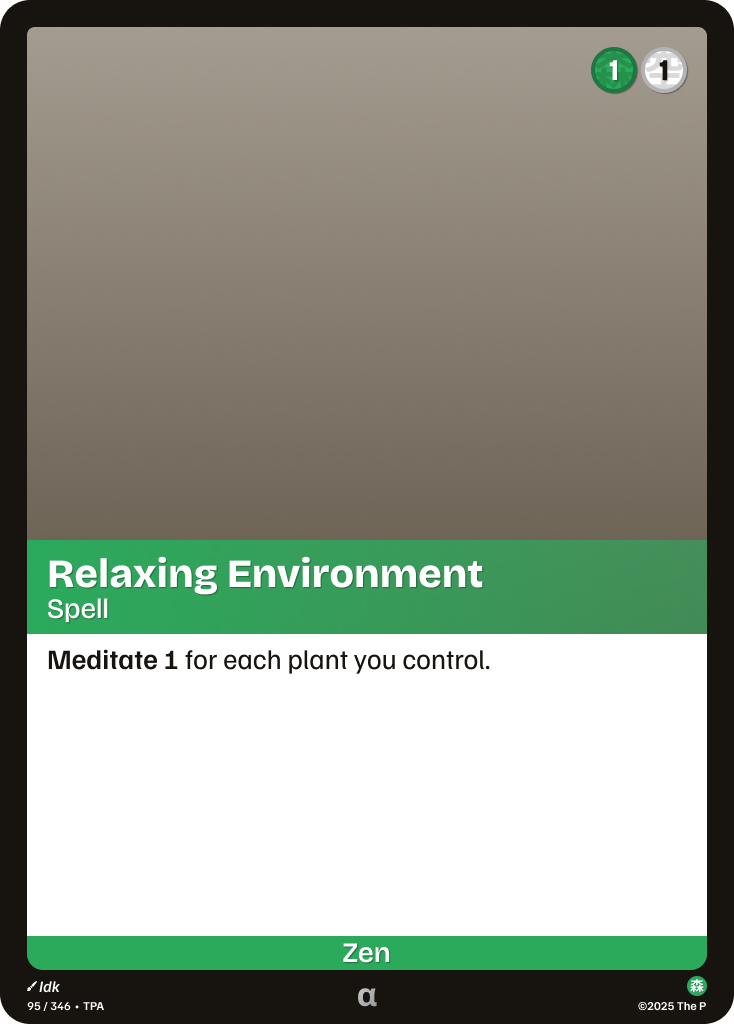 1 1
Relaxing Environment
Spell
Meditate 1 for each plant you control.
Zen
Idk
95 / 346 • TPA
α
森
©2025 The P